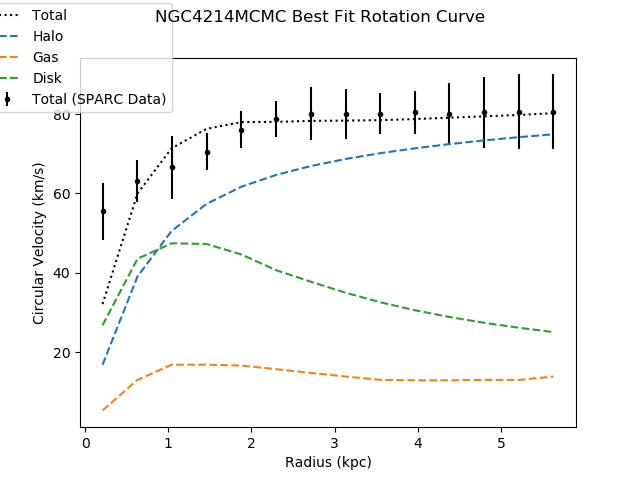 NGC4214MCMC Best Fit Rotation Curve
Total
Halo
Gas
Disk
Total (SPARC Data)
80
60
40
20
Circular Velocity (km/s)
0 1 2 3 4 5
Radius (kpc)